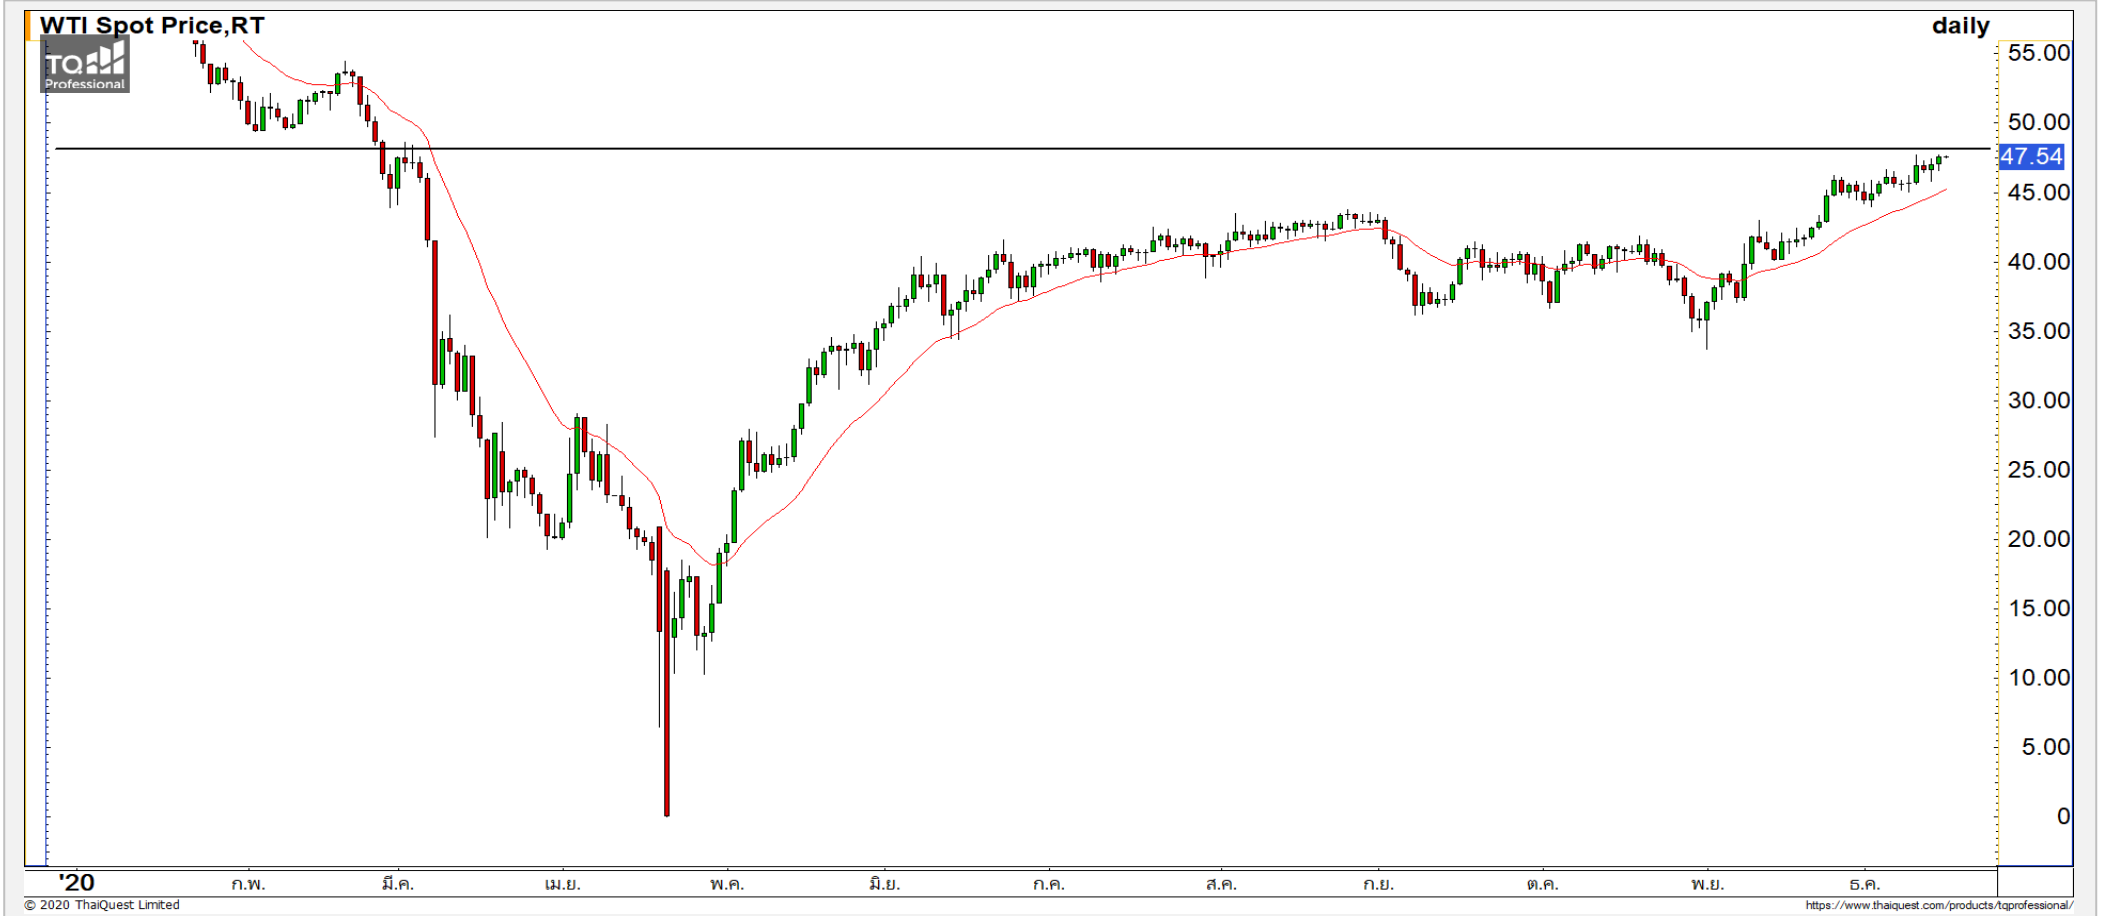 WTI Spot Price,RT
daily
TQ
Professional
55.00
50.00
47.54
45.00
40.00
35.00
30.00
25.00
20.00
15.00
10.00
5.00
0
'20 ก.พ. มี.ค. เม.ย. พ.ค. มิ.ย. ก.ค. ส.ค. ก.ย. ต.ค. พ.ย. ธ.ค.
© 2020 ThaiQuest Limited
https://www.thaiquest.com/products/tqprofessional/